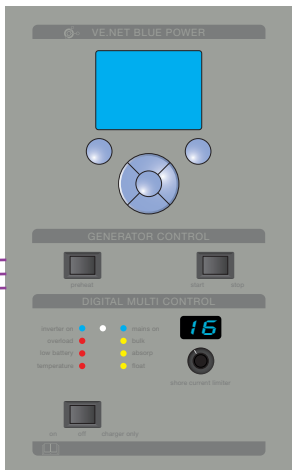 VE.NET BLUE POWER
GENERATOR CONTROL
preheat
start stop
DIGITAL MULTI CONTROL
inverter on mains on
overload bulk
low battery absorp
temperature float
16
shore current limiter
on off charger only